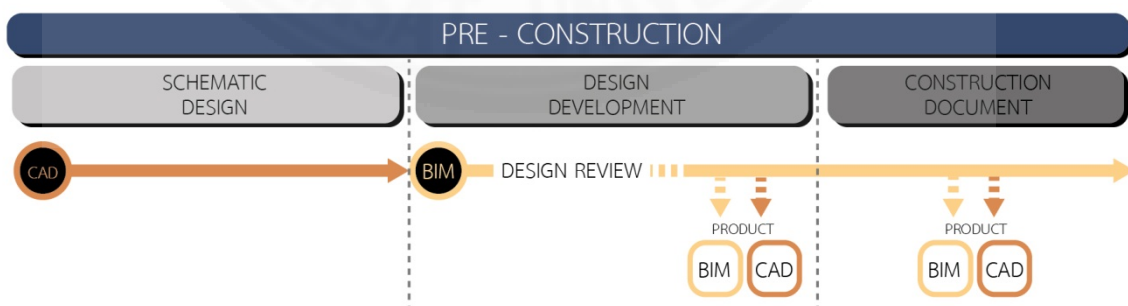 PRE - CONSTRUCTION
SCHEMATIC
DESIGN
DESIGN
DEVELOPMENT
CONSTRUCTION
DOCUMENT
CAD
BIM
DESIGN REVIEW
PRODUCT
BIM
CAD
PRODUCT
BIM
CAD